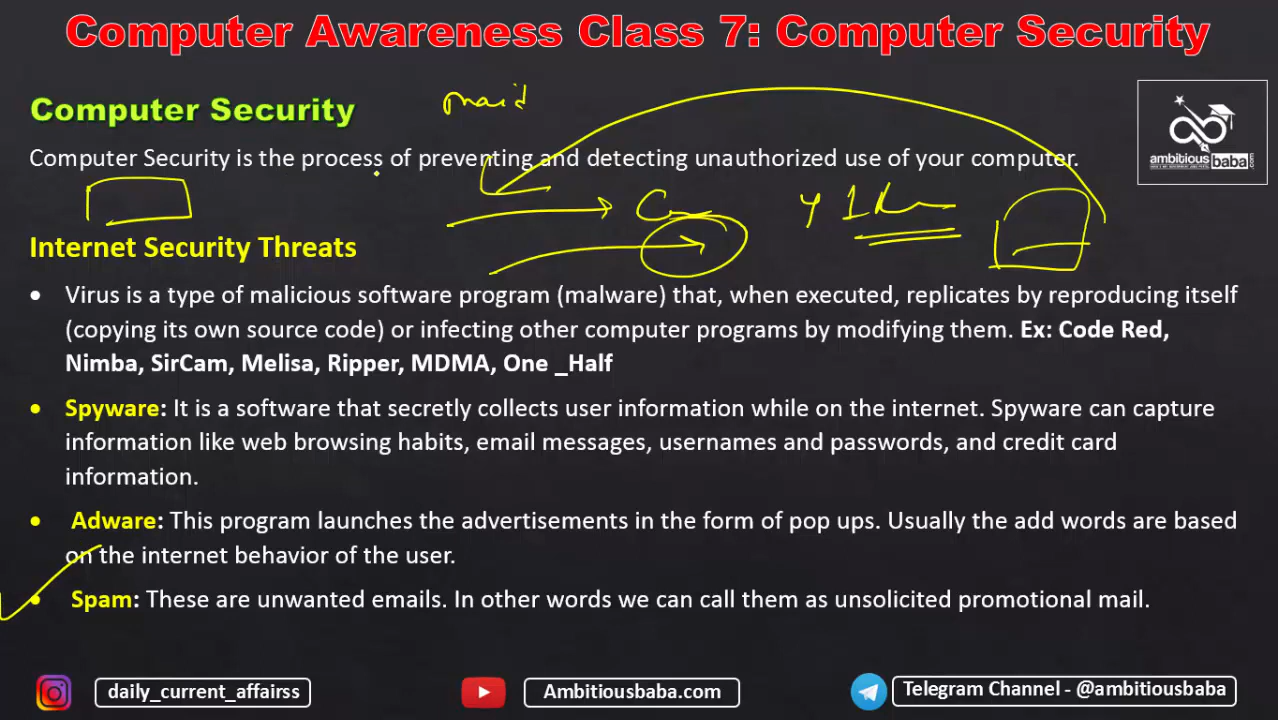 Computer Awareness Class 7: Computer Security
Computer Security
ambitiousbaba.com
Computer Security is the process of preventing and detecting unauthorized use of your computer.
Internet Security Threats
• Virus is a type of malicious software program (malware) that, when executed, replicates by reproducing itself
(copying its own source code) or infecting other computer programs by modifying them. Ex: Code Red,
Nimba, SirCam, Melisa, Ripper, MDMA, One _Half
• Spyware: It is a software that secretly collects user information while on the internet. Spyware can capture
information like web browsing habits, email messages, usernames and passwords, and credit card
information.
• Adware: This program launches the advertisements in the form of pop ups. Usually the add words are based
on the internet behavior of the user.
• Spam: These are unwanted emails. In other words we can call them as unsolicited promotional mail.
daily_current_affairss
Ambitiousbaba.com
Telegram Channel - @ambitiousbaba